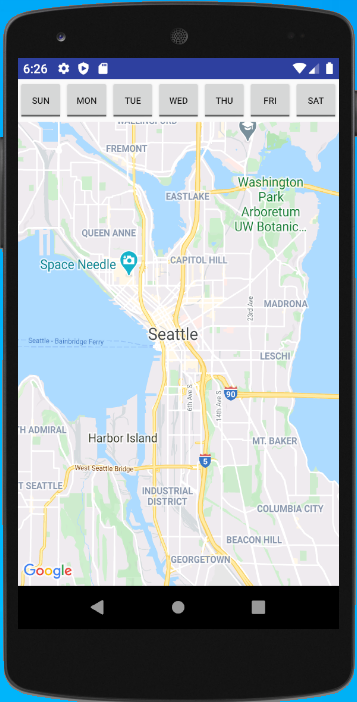 6:26
SUN MON TUE WED THU FRI SAT
WALLINGFORD
FREMONT
EASTLAKE
Washington
Park
Arboretum
UW Botanic...
QUEEN ANNE
CAPITOL HILL
Space Needle
MADRONA
23rd Ave
Seattle
Seattle - Bainbridge Ferry
LESCHI
6th Ave S
14th Ave S
90
TH ADMIRAL
Harbor Island
MT. BAKER
5
West Seattle Bridge
ST SEATTLE
INDUSTRIAL
DISTRICT
COLUMBIA CITY
BEACON HILL
GEORGETOWN
Google